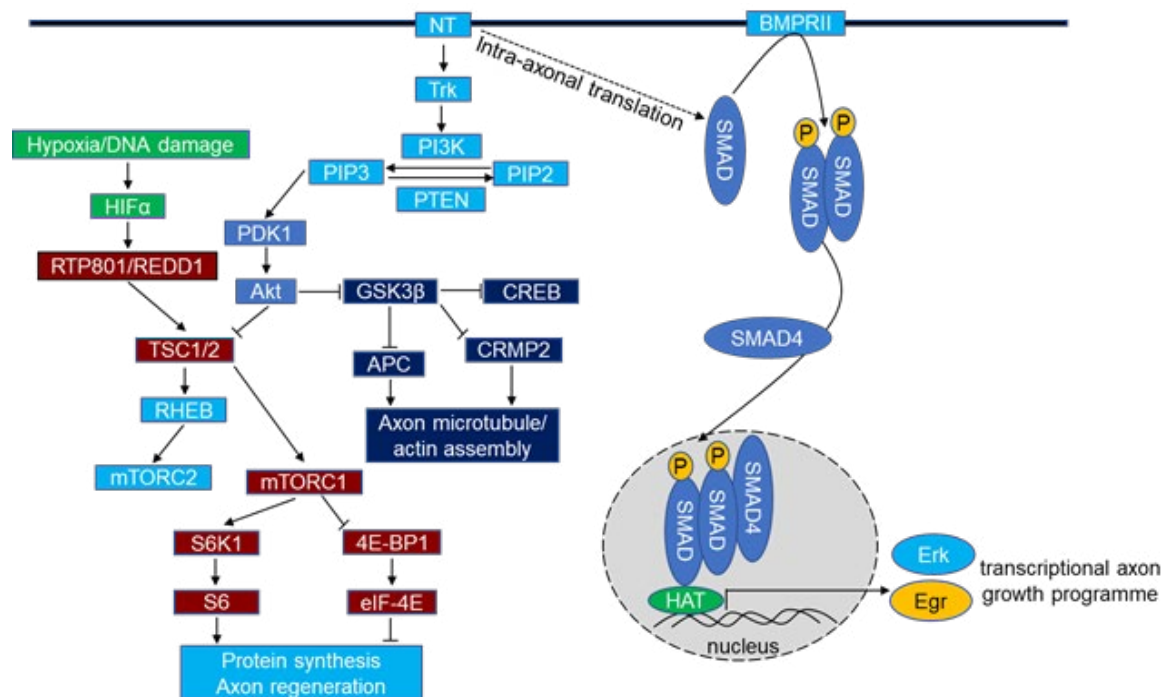 NT
BMPRII
Intra-axonal translation
Trk
SMAD
P
P
SMAD
SMAD
Hypoxia/DNA damage
PI3K
PIP3
PIP2
PTEN
HIFα
PDK1
RTP801/REDD1
Akt
GSK3β
CREB
SMAD4
TSC1/2
APC
CRMP2
RHEB
Axon microtubule/
actin assembly
mTORC2
mTORC1
P
P
SMAD
SMAD
SMAD4
S6K1
4E-BP1
Erk
transcriptional axon
growth programme
S6
eIF-4E
HAT
Egr
nucleus
Protein synthesis
Axon regeneration